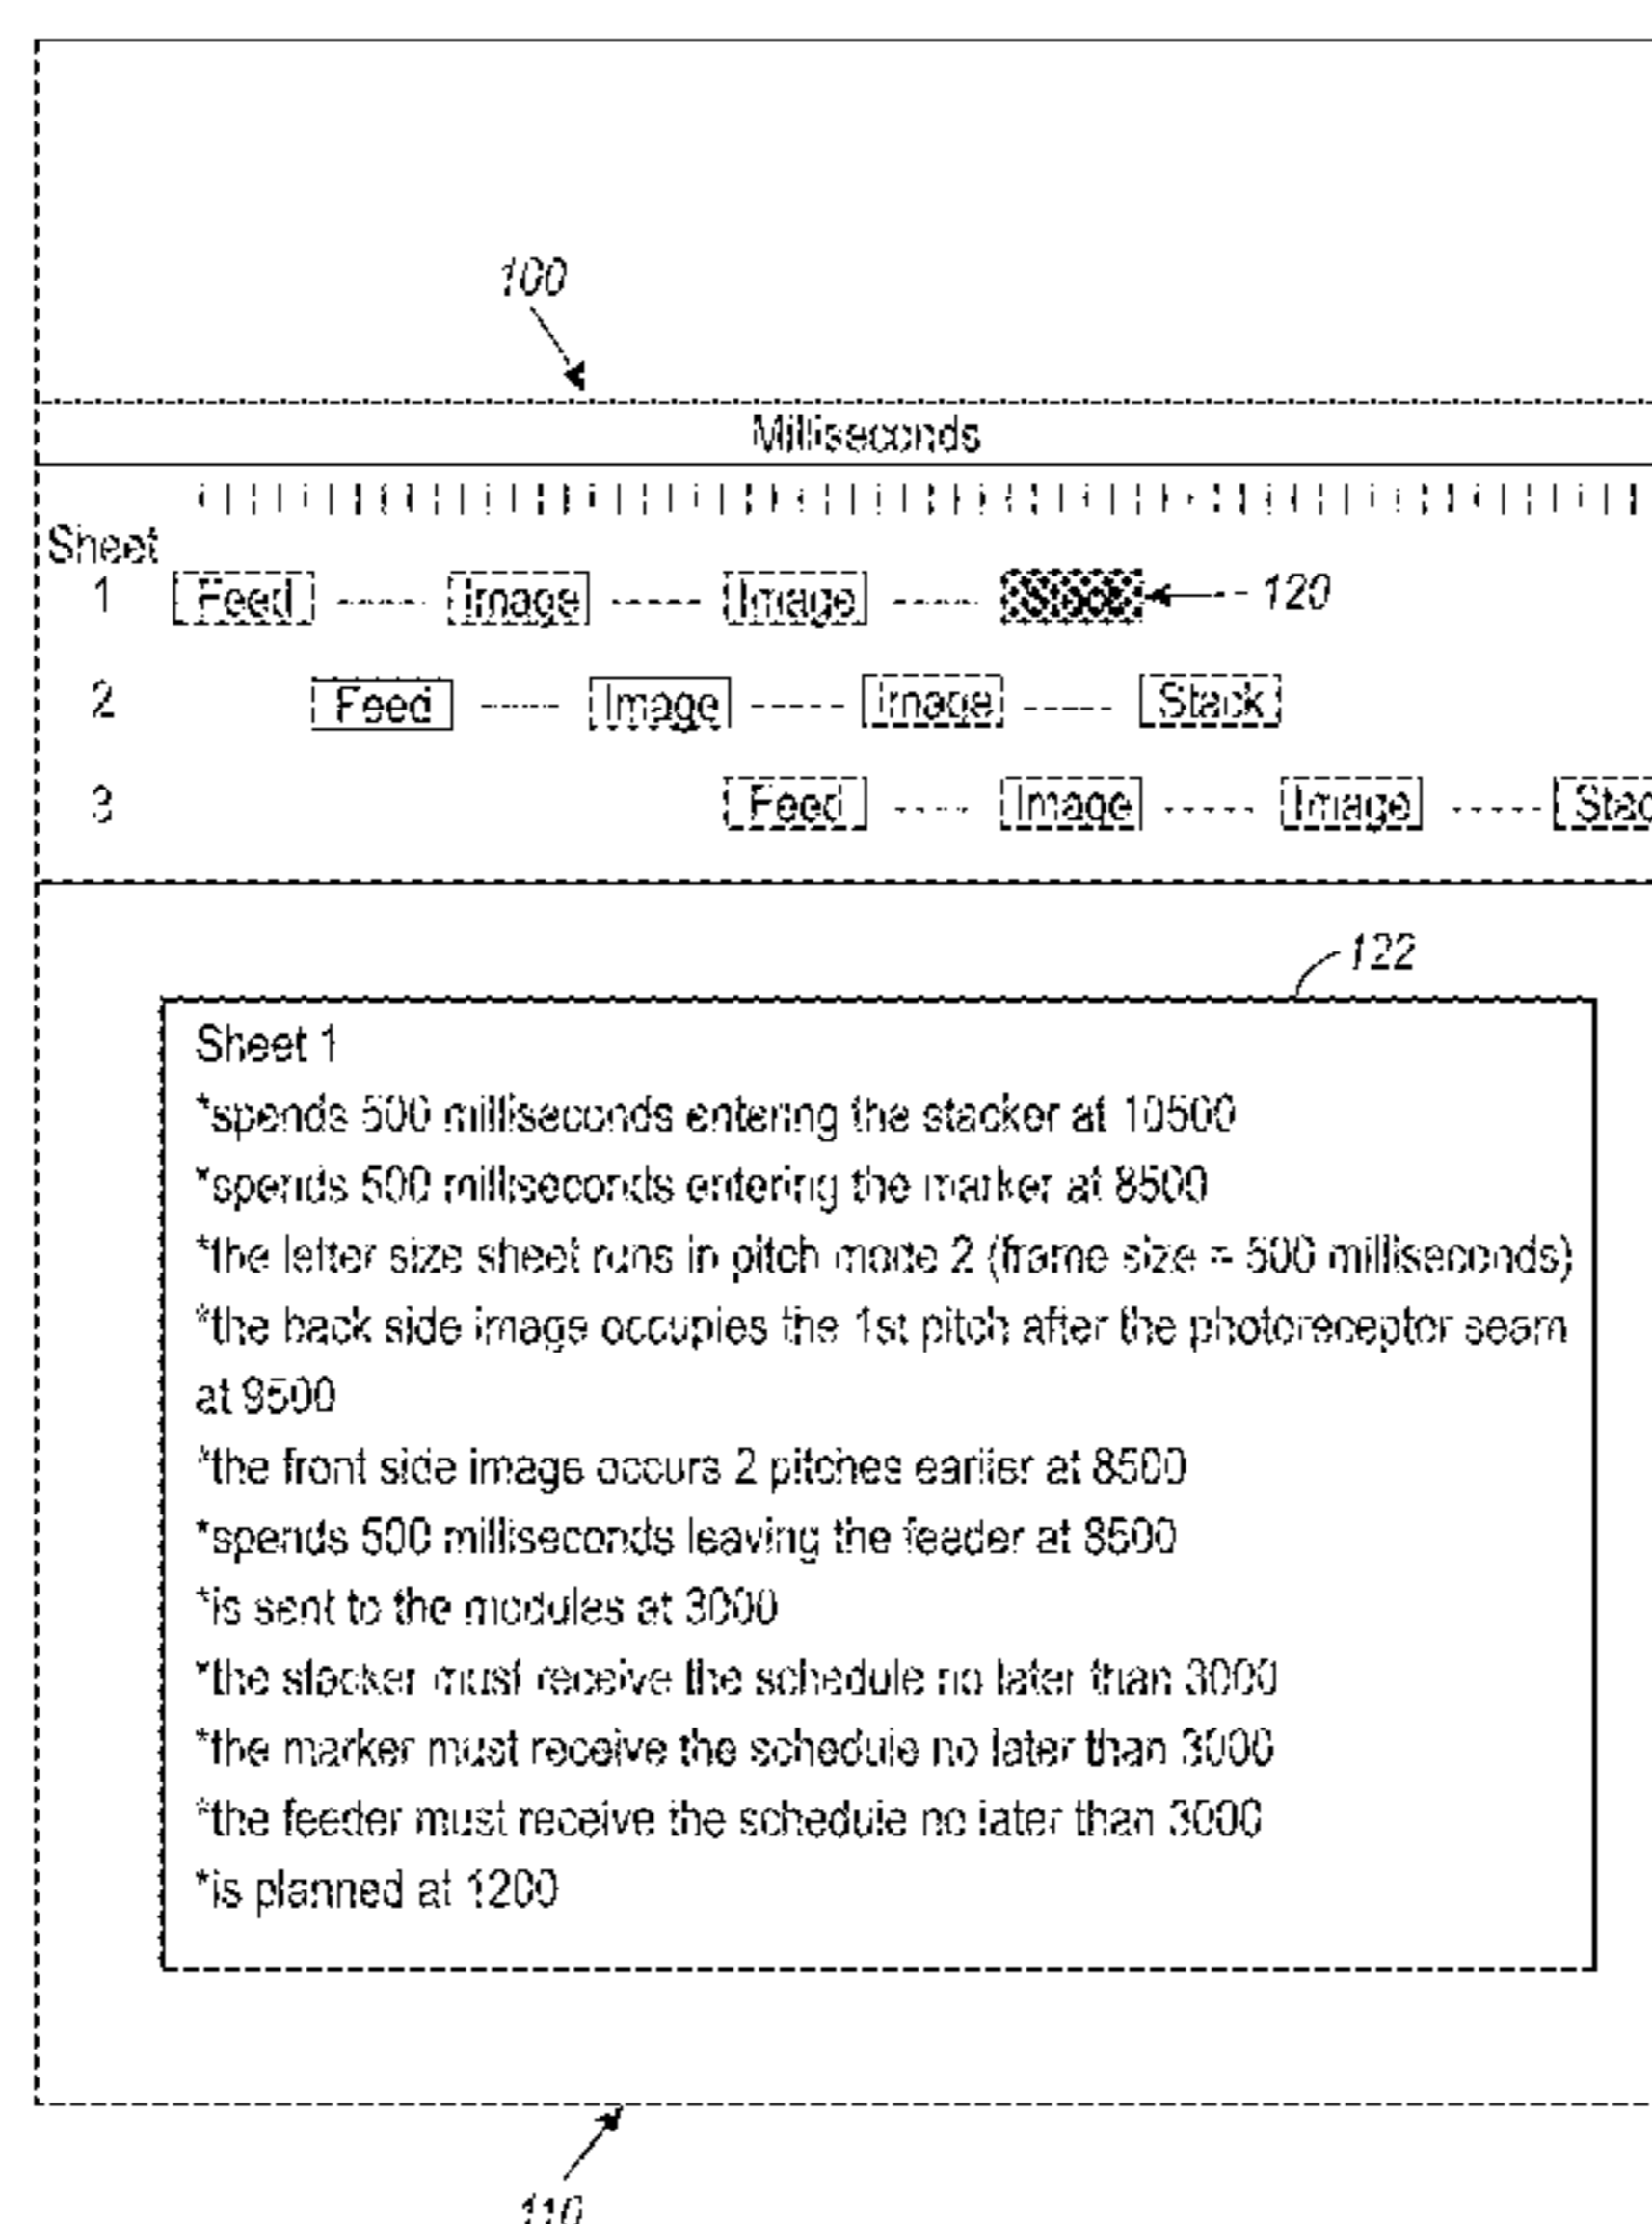 100
Milliseconds
Sheet
1 Feed Image Image 120
2 Feed Image Image Stack
3 Feed Image Image Stac
122
Sheet 1
*spends 500 milliseconds entering the stacker at 10500
*spends 500 milliseconds entering the marker at 8500
*the letter size sheet runs in pitch mode 2 (frame size = 500 milliseconds)
*the back side image occupies the 1st pitch after the photoreceptor seam
at 9500
*the front side image occurs 2 pitches earlier at 8500
*spends 500 milliseconds leaving the feeder at 8500
*is sent to the modules at 3000
*the stacker must receive the schedule no later than 3000
*the marker must receive the schedule no later than 3000
*the feeder must receive the schedule no later than 3000
*is planned at 1200
110